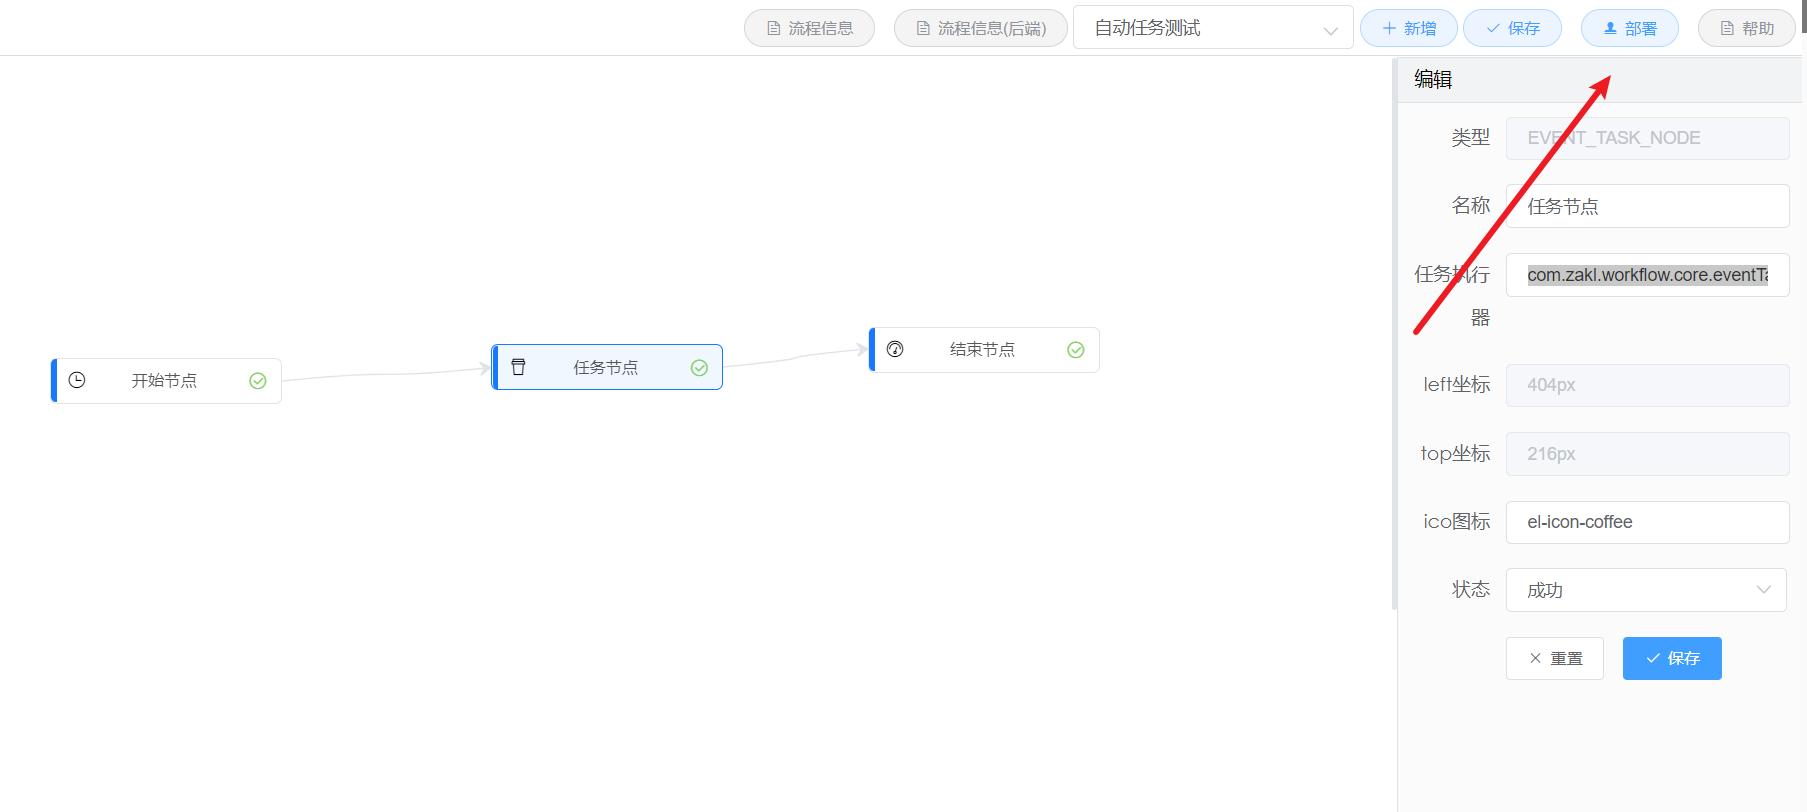 流程信息
流程信息(后端)
自动任务测试
新增
保存
部署
帮助
编辑
类型
EVENT_TASK_NODE
名称
任务节点
任务执行器
com.zakl.workflow.core.eventTa
left坐标
404px
top坐标
216px
ico图标
el-icon-coffee
状态
成功
重置
保存
开始节点
任务节点
结束节点